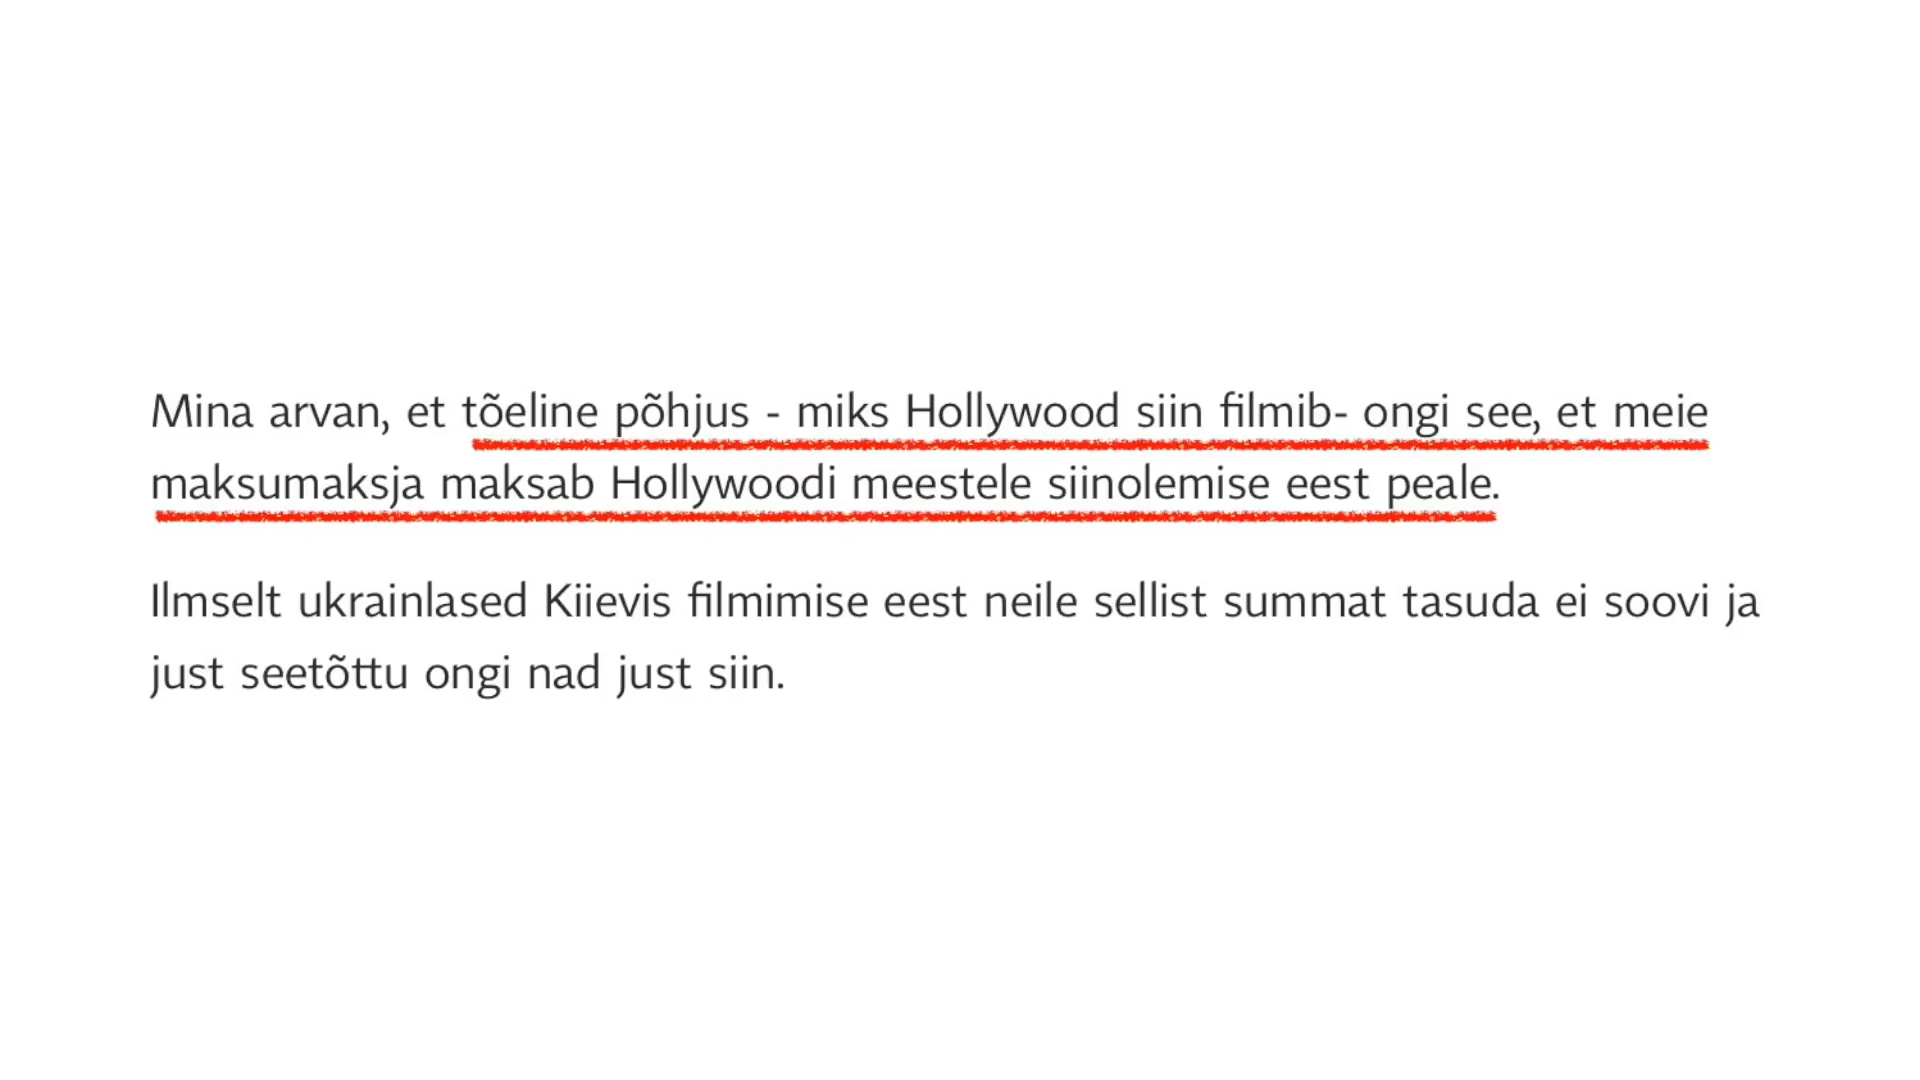 Mina arvan, et tõeline põhjus - miks Hollywood siin filmib- ongi see, et meie
maksumaksja maksab Hollywoodi meestele siinolemise eest peale.
Ilmselt ukrainlased Kiievis filmimise eest neile sellist summat tasuda ei soovi ja
just seetõttu ongi nad just siin.